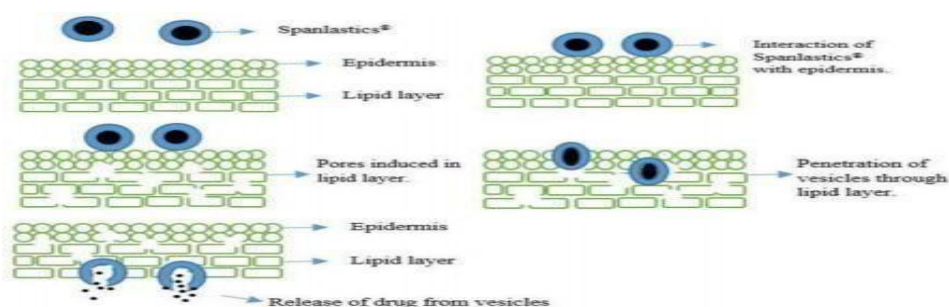 Spanlastics®
Epidermis
Lipid layer
Interaction of
Spanlastics®
with epidermis.
Pores induced in
lipid layer.
Penetration of
vesicles through
lipid layer.
Epidermis
Lipid layer
Release of drug from vesicles